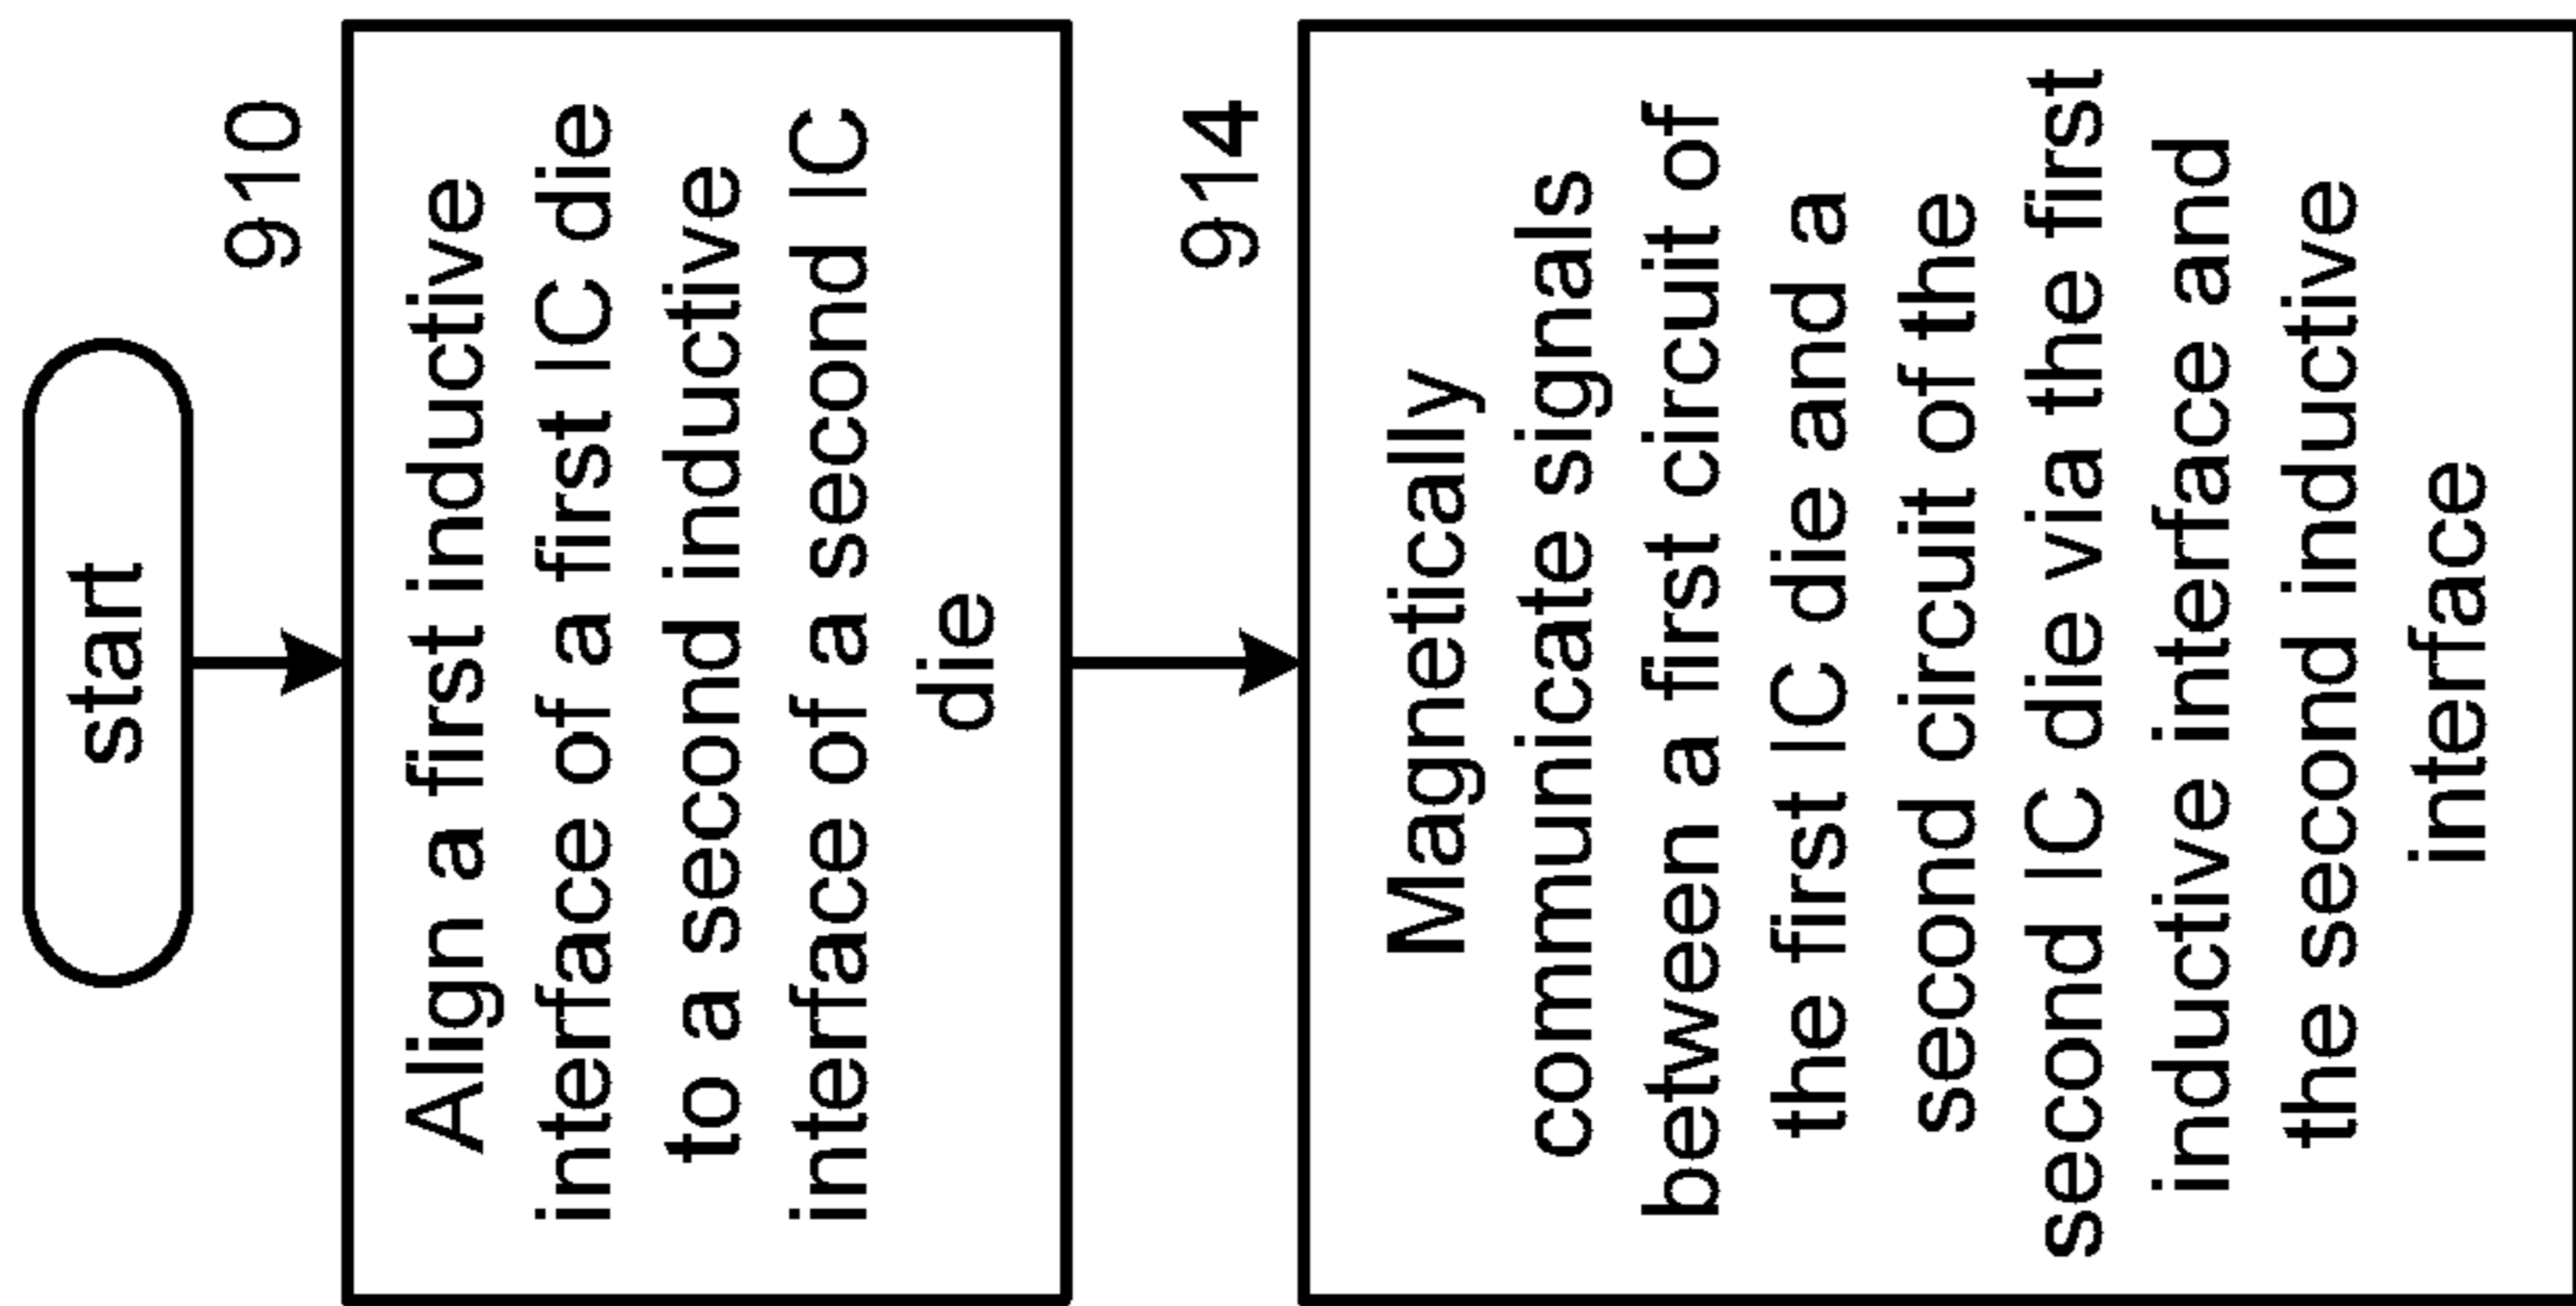 start
910
Align a first inductive
interface of a first IC die
to a second inductive
interface of a second IC
die
914
Magnetically
communicate signals
between a first circuit of
the first IC die and a
second circuit of the
second IC die via the first
inductive interface and
the second inductive
interface